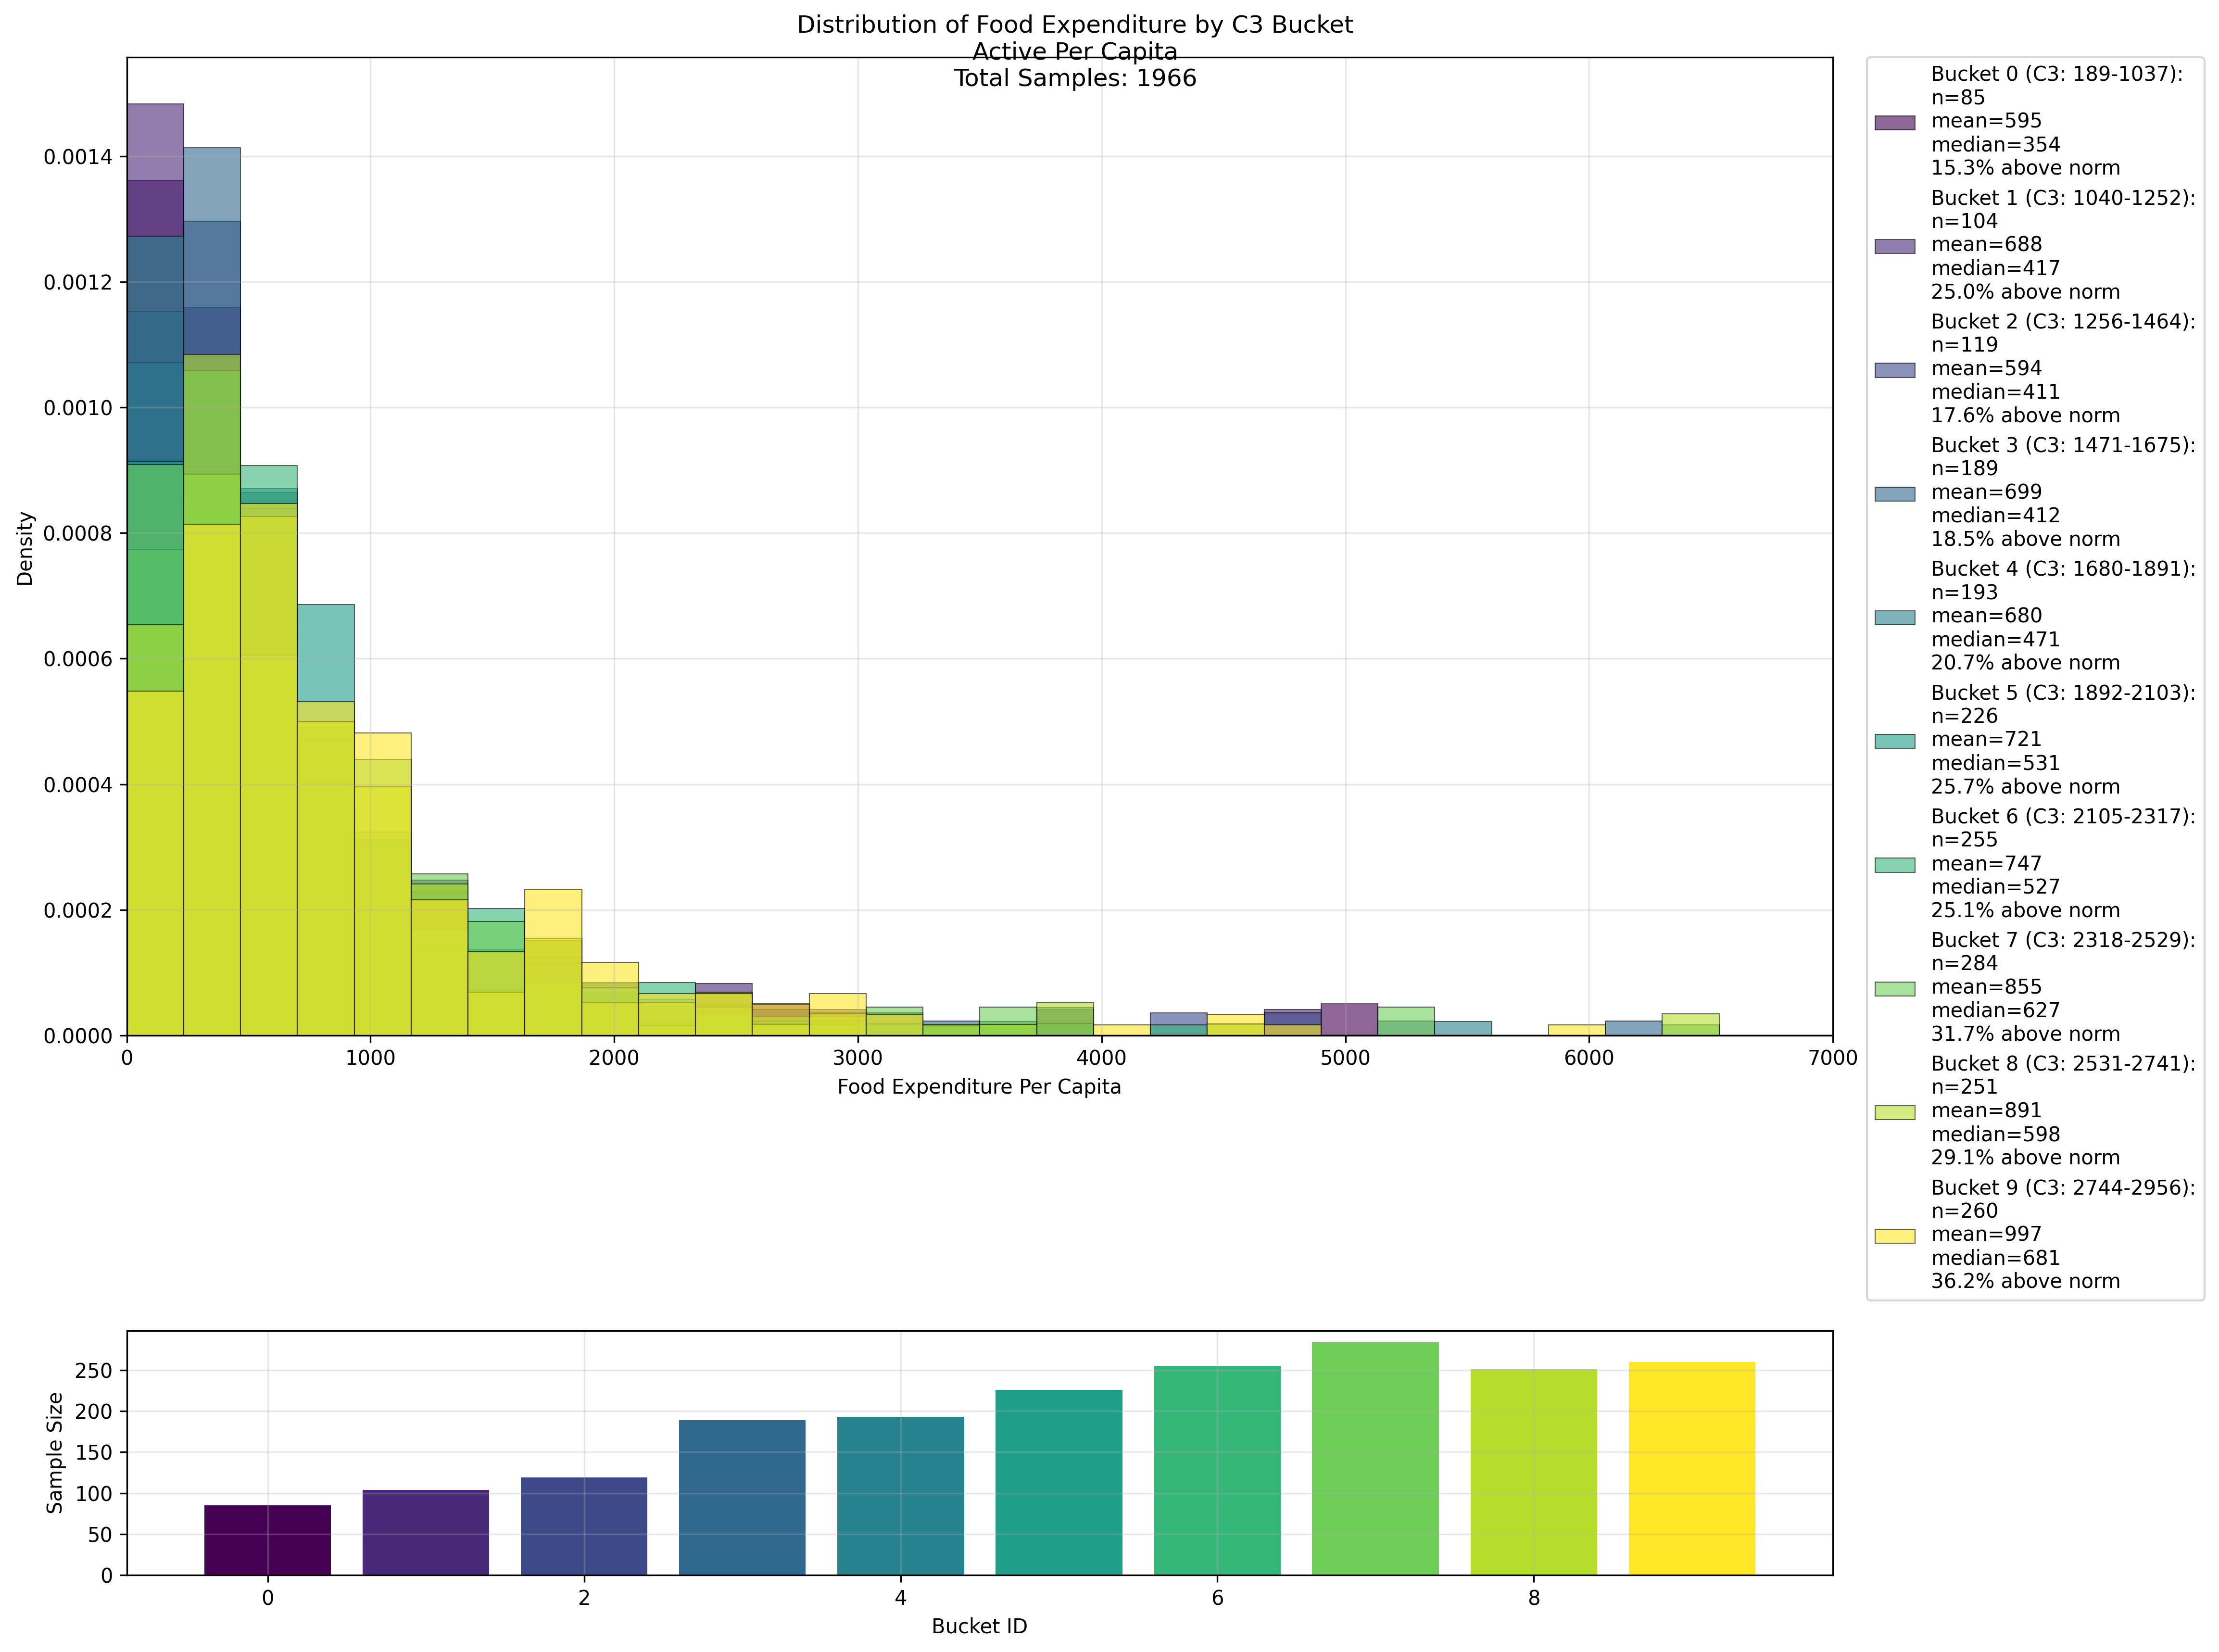 Distribution of Food Expenditure by C3 Bucket
Active Per Capita
Total Samples: 1966
Density
0.0014
0.0012
0.0010
0.0008
0.0006
0.0004
0.0002
0.0000
0 1000 2000 3000 4000 5000 6000 7000
Food Expenditure Per Capita
Bucket 0 (C3: 189-1037):
n=85
mean=595
median=354
15.3% above norm
Bucket 1 (C3: 1040-1252):
n=104
mean=688
median=417
25.0% above norm
Bucket 2 (C3: 1256-1464):
n=119
mean=594
median=411
17.6% above norm
Bucket 3 (C3: 1471-1675):
n=189
mean=699
median=412
18.5% above norm
Bucket 4 (C3: 1680-1891):
n=193
mean=680
median=471
20.7% above norm
Bucket 5 (C3: 1892-2103):
n=226
mean=721
median=531
25.7% above norm
Bucket 6 (C3: 2105-2317):
n=255
mean=747
median=527
25.1% above norm
Bucket 7 (C3: 2318-2529):
n=284
mean=855
median=627
31.7% above norm
Bucket 8 (C3: 2531-2741):
n=251
mean=891
median=598
29.1% above norm
Bucket 9 (C3: 2744-2956):
n=260
mean=997
median=681
36.2% above norm
Sample Size
250
200
150
100
50
0
0 2 4 6 8
Bucket ID